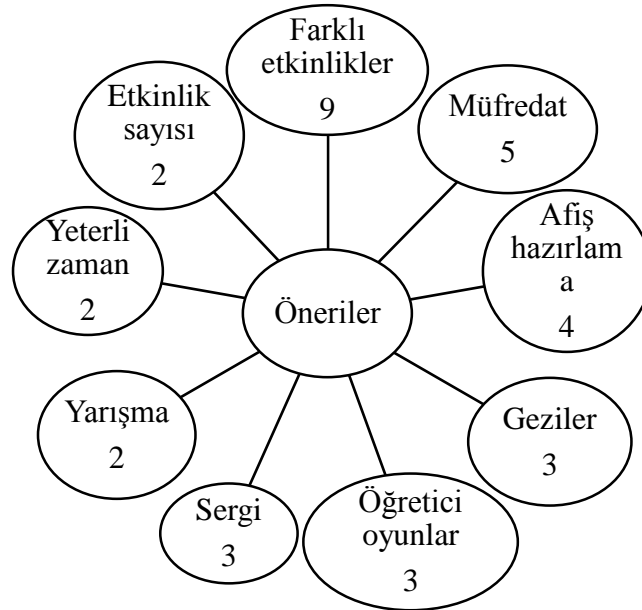 Farklı
etkinlikler
9
Müfredat
5
Afiş
hazırlam
a
4
Geziler
3
Öğretici
oyunlar
3
Sergi
3
Yarışma
2
Yeterli
zaman
2
Etkinlik
sayısı
2
Öneriler